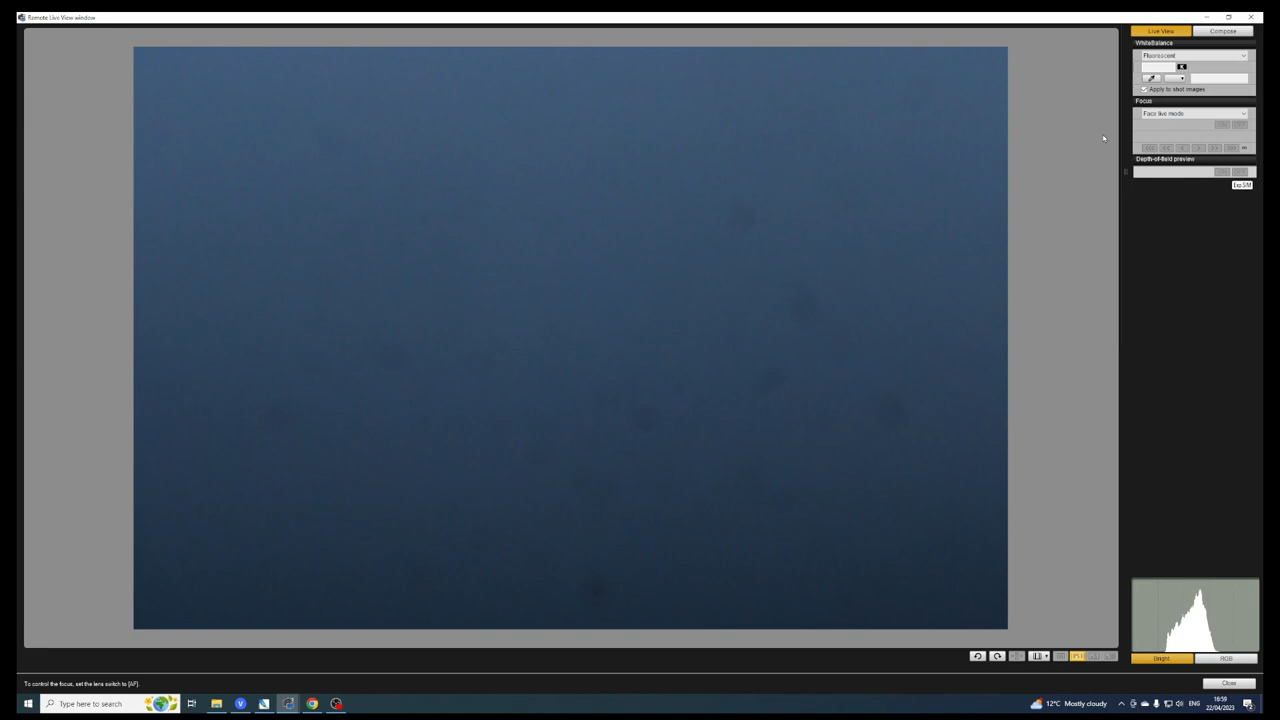 Remote Live View window
Live View
Compose
WhiteBalance
Fluorescent
K
Apply to shot images
Focus
Face live mode
Depth-of-field preview
Exp.SIM
Bright
RGB
To control the focus, set the lens switch to [AF].
Close
Type here to search
12°C Mostly cloudy
ENG
16:59
22/04/2023